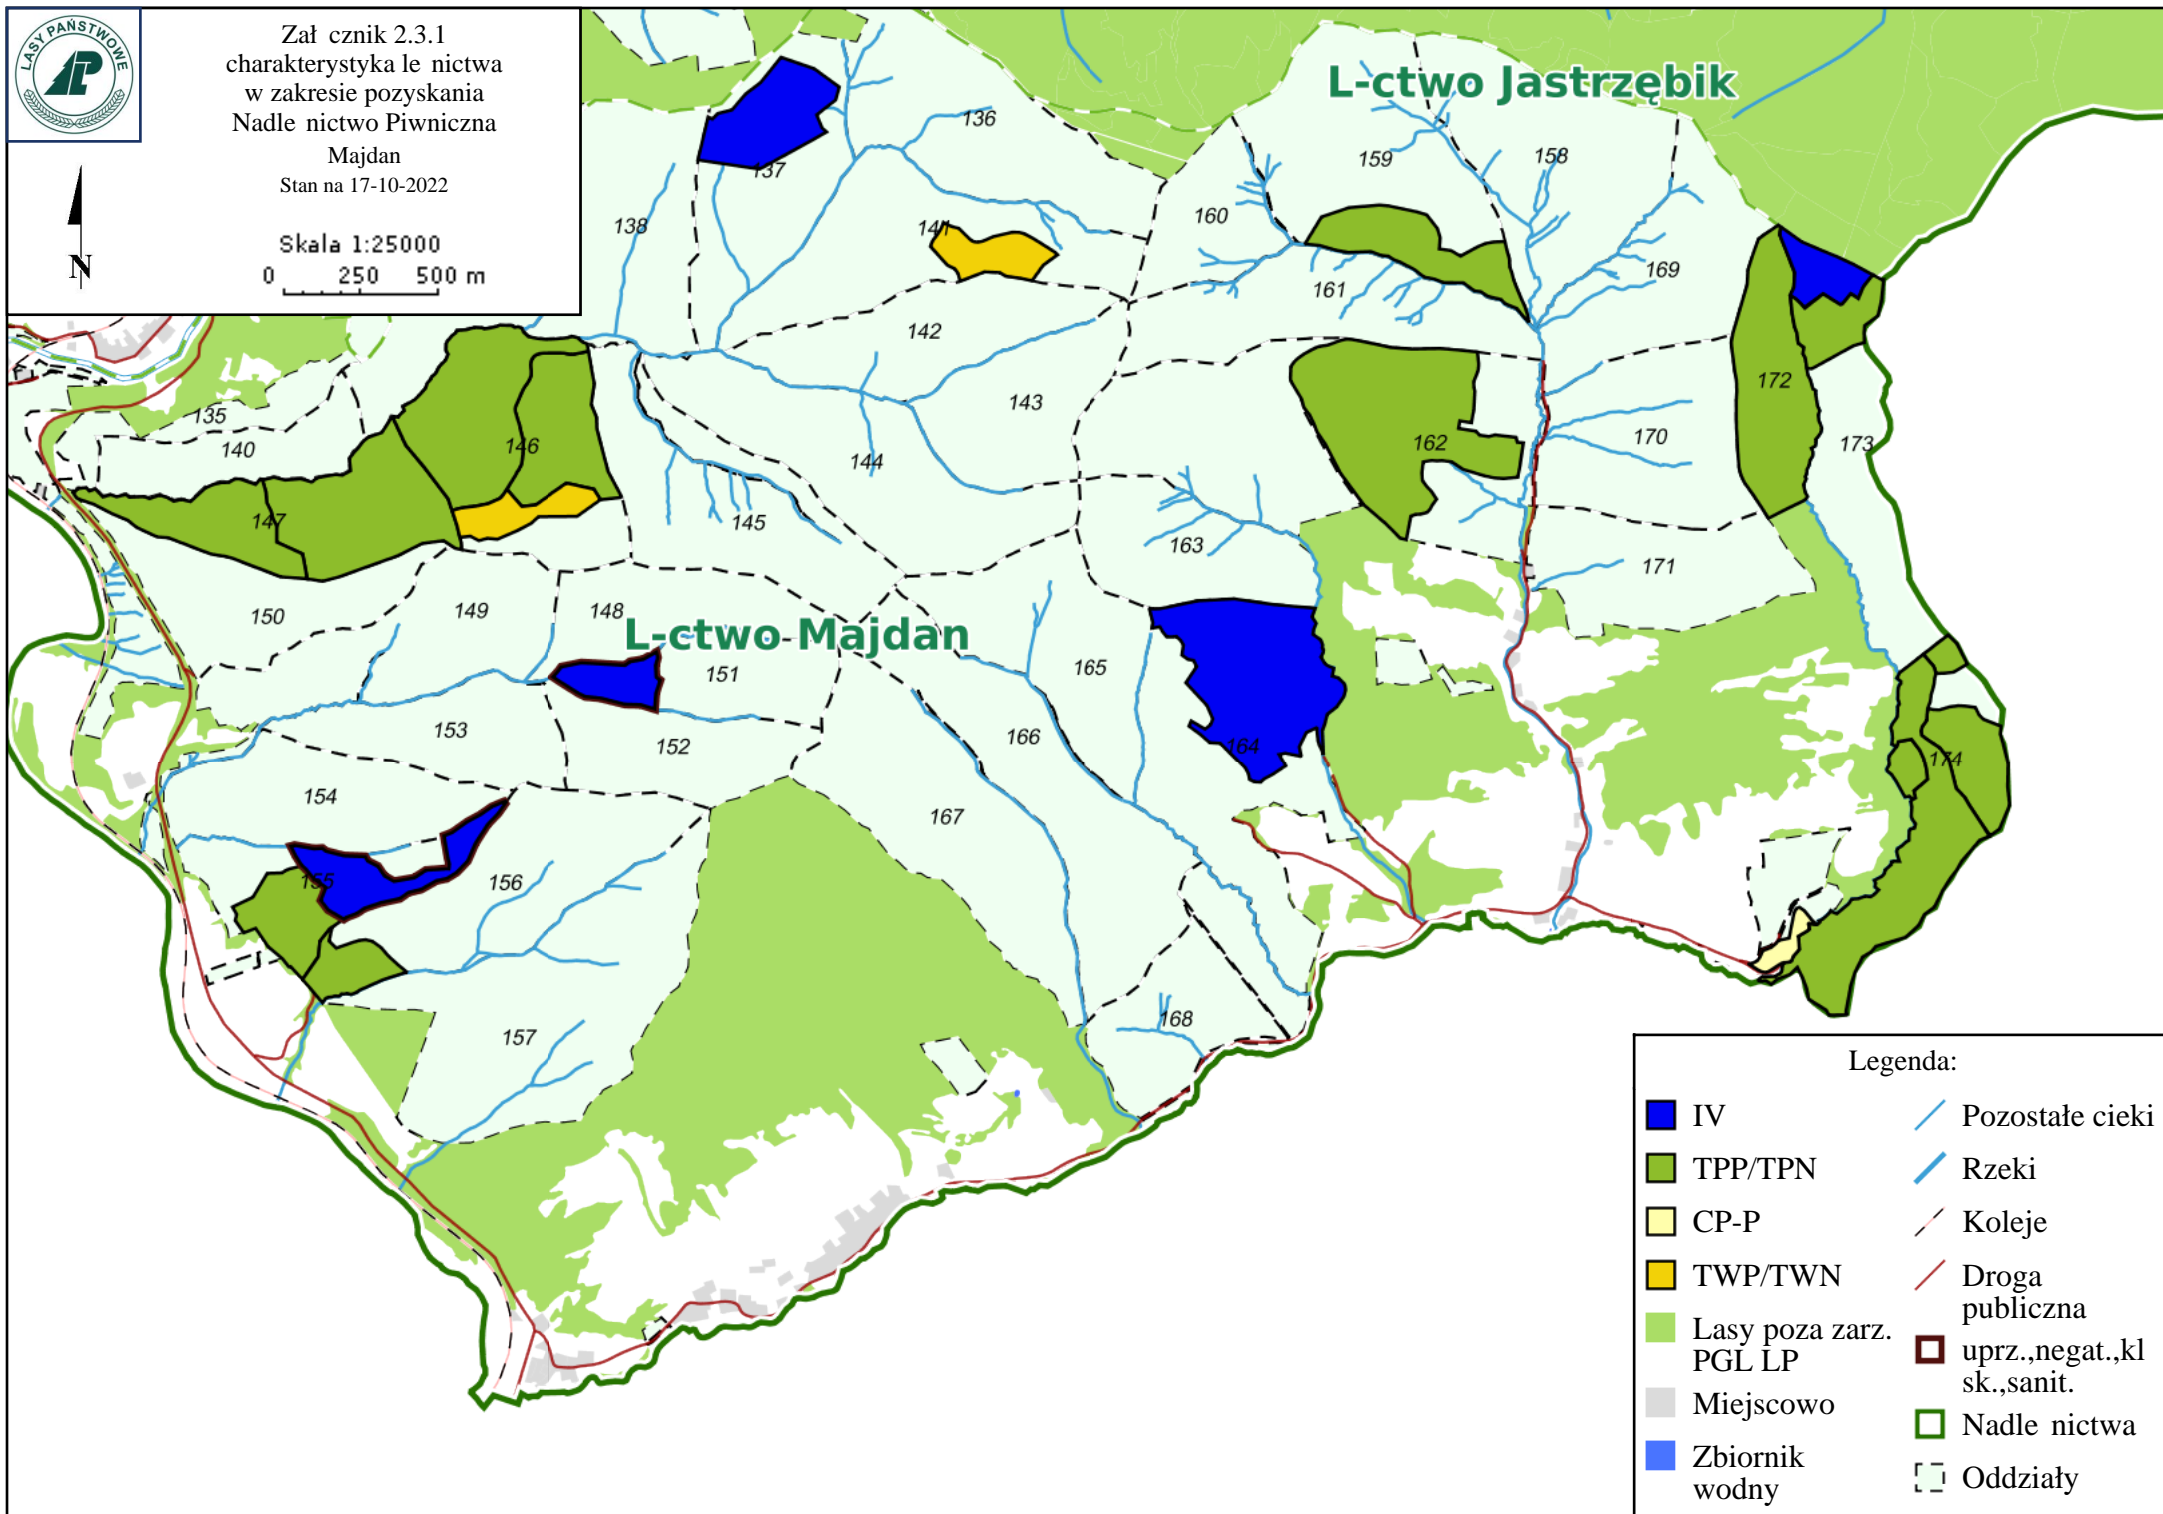 LASY PAŃSTWOWE
LP
Zał cznik 2.3.1
charakterystyka le nictwa
w zakresie pozyskania
Nadle nictwo Piwniczna
Majdan
Stan na 17-10-2022
Skala 1:25000
0 250 500 m
N
L-ctwo Jastrzębik
136
137
159
158
138
160
141
169
161
142
172
135
143
140
146
162
170
173
144
147
145
163
171
150
149
148
L-ctwo Majdan
151
165
153
152
166
164
174
154
167
155
156
168
157
Legenda:
IV
TPP/TPN
CP-P
TWP/TWN
Lasy poza zarz.
PGL LP
Miejscowo
Zbiornik
wodny
Pozostałe cieki
Rzeki
Koleje
Droga
publiczna
uprz.,negat.,kl
sk.,sanit.
Nadle nictwa
Oddziały